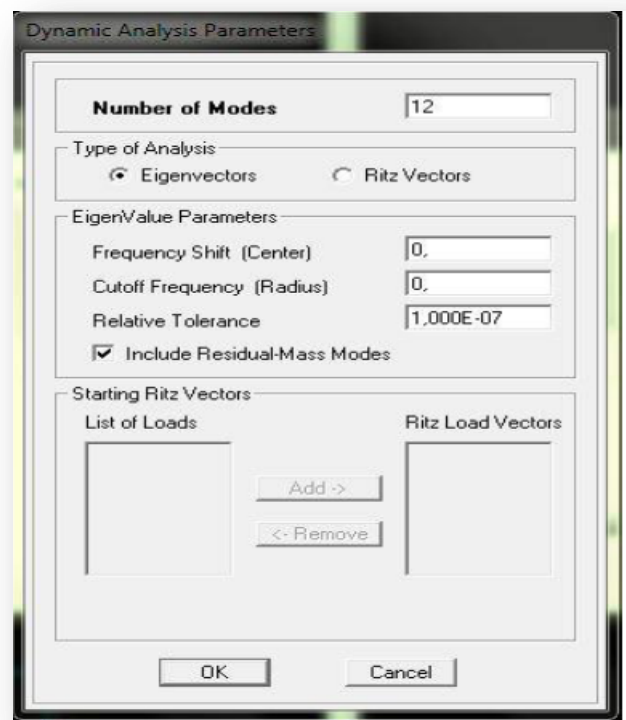 Dynamic Analysis Parameters
Number of Modes 12
Type of Analysis
Eigenvectors Ritz Vectors
EigenValue Parameters
Frequency Shift (Center) 0,
Cutoff Frequency (Radius) 0,
Relative Tolerance 1,000E-07
Include Residual-Mass Modes
Starting Ritz Vectors
List of Loads Ritz Load Vectors
Add ->
<- Remove
OK Cancel